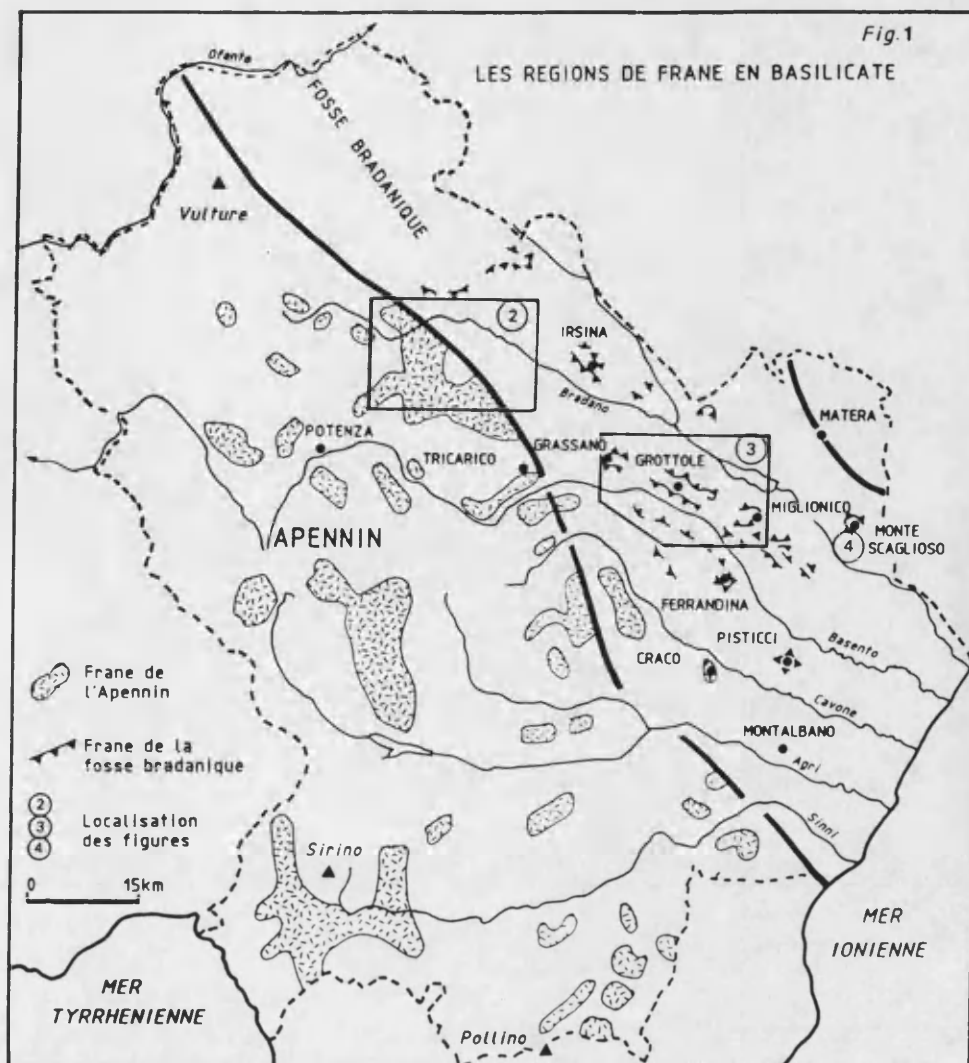 Fig.1
LES REGIONS DE FRANE EN BASILICATE
Ofanto
FOSSE BRADANIQUE
Vulture
2
IRSINA
Bradano
MATERA
POTENZA
TRICARICO
GRASSANO
GROTTOLE
3
MIGLIONICO
MONTE
SCAGLIOSO
4
APENNIN
FERRANDINA
PISTICCI
Basento
CRACO
Cavone
MONTALBANO
Agri
Sinni
Frane de
l'Apennin
Frane de la
fosse bradanique
2
3
4
Localisation
des figures
0 15km
Sirino
MER
IONIENNE
MER
TYRRHENIENNE
Pollino